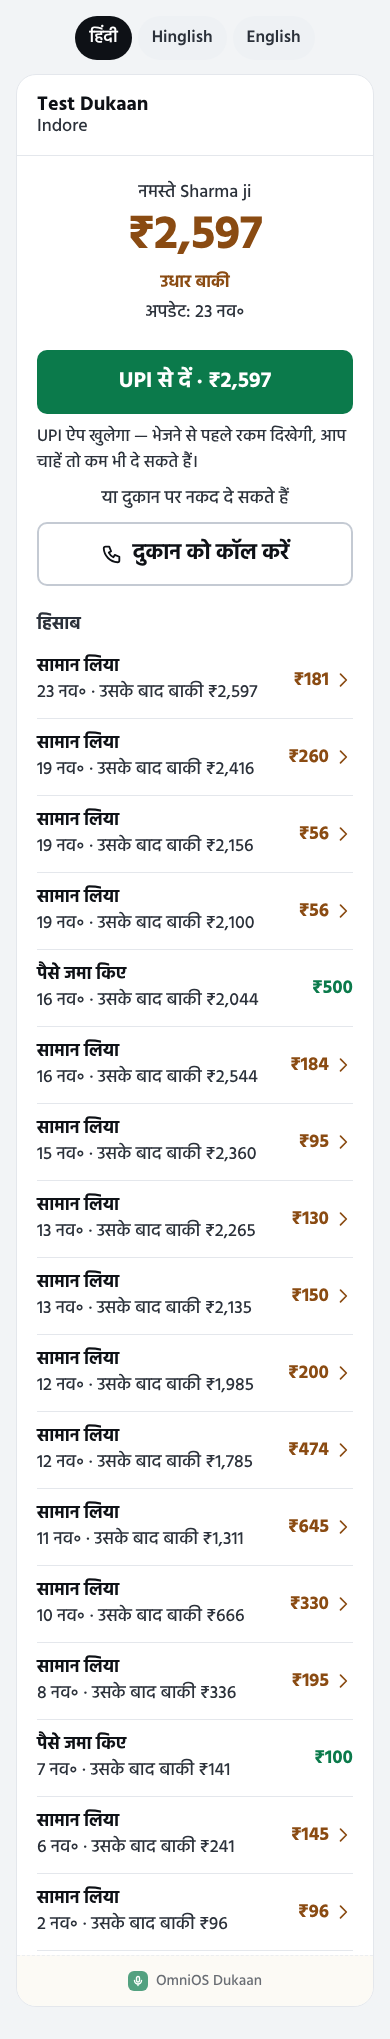 हिंदी Hinglish English
Test Dukaan
Indore
नमस्ते Sharma ji
₹2,597
उधार बाकी
अपडेट: 23 नव॰
UPI से दें · ₹2,597
UPI ऐप खुलेगा — भेजने से पहले रकम दिखेगी, आप
चाहें तो कम भी दे सकते हैं।
या दुकान पर नकद दे सकते हैं
दुकान को कॉल करें
हिसाब
सामान लिया
23 नव॰ · उसके बाद बाकी ₹2,597 ₹181
सामान लिया
19 नव॰ · उसके बाद बाकी ₹2,416 ₹260
सामान लिया
19 नव॰ · उसके बाद बाकी ₹2,156 ₹56
सामान लिया
19 नव॰ · उसके बाद बाकी ₹2,100 ₹56
पैसे जमा किए
16 नव॰ · उसके बाद बाकी ₹2,044 ₹500
सामान लिया
16 नव॰ · उसके बाद बाकी ₹2,544 ₹184
सामान लिया
15 नव॰ · उसके बाद बाकी ₹2,360 ₹95
सामान लिया
13 नव॰ · उसके बाद बाकी ₹2,265 ₹130
सामान लिया
13 नव॰ · उसके बाद बाकी ₹2,135 ₹150
सामान लिया
12 नव॰ · उसके बाद बाकी ₹1,985 ₹200
सामान लिया
12 नव॰ · उसके बाद बाकी ₹1,785 ₹474
सामान लिया
11 नव॰ · उसके बाद बाकी ₹1,311 ₹645
सामान लिया
10 नव॰ · उसके बाद बाकी ₹666 ₹330
सामान लिया
8 नव॰ · उसके बाद बाकी ₹336 ₹195
पैसे जमा किए
7 नव॰ · उसके बाद बाकी ₹141 ₹100
सामान लिया
6 नव॰ · उसके बाद बाकी ₹241 ₹145
सामान लिया
2 नव॰ · उसके बाद बाकी ₹96 ₹96
OmniOS Dukaan